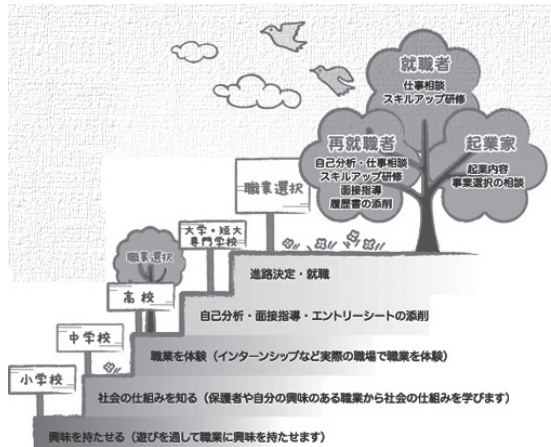 就職者
仕事相談
スキルアップ研修
再就職者
自己分析・仕事相談
スキルアップ研修
面接指導
履歴書の添削
起業家
起業内容
事業選択の相談
職業選択
大学・短大
専門学校
職業選択
高校
中学校
小学校
進路決定・就職
自己分析・面接指導・エントリーシートの添削
職業を体験（インターンシップなど実際の職場で職業を体験）
社会の仕組みを知る（保護者や自分の興味のある職業から社会の仕組みを学びます）
興味を持たせる（遊びを通して職業に興味を持たせます）